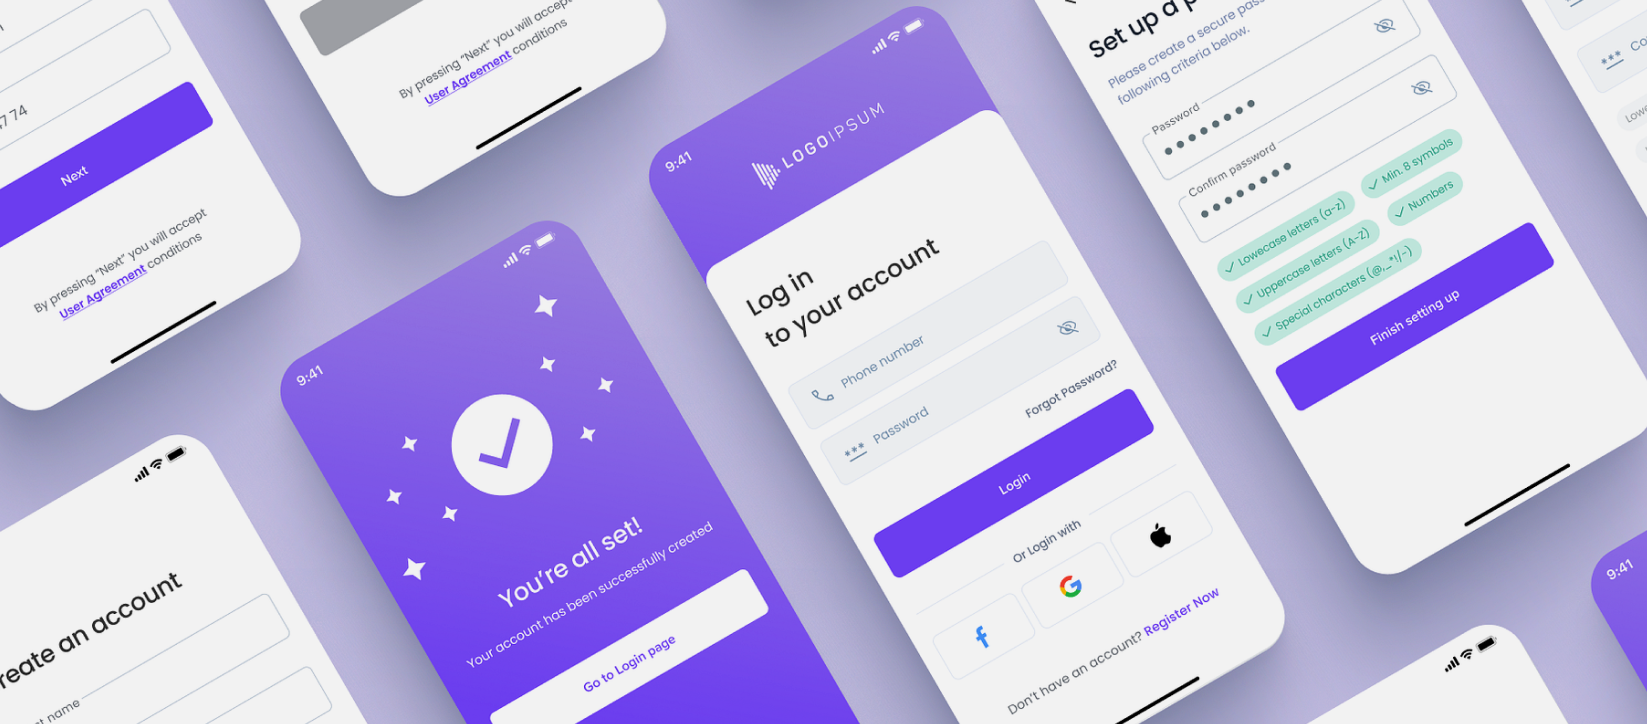 77 74
Next
By pressing "Next" you will accept
User Agreement conditions
By pressing "Next" you will accept
User Agreement conditions
Create an account
name
9:41
You're all set!
Your account has been successfully created
Go to Login page
9:41
LOGOIPSUM
Log in
to your account
Phone number
*** Password
Forgot Password?
Login
Or Login with
Don't have an account? Register Now
Set up a p
Please create a secure pas
following criteria below.
Password
Confirm password
Lowecase letters (a-z)
Min. 8 symbols
Uppercase letters (A-Z)
Numbers
Special characters (@,_*!/-)
Finish setting up
*** Co
Lowe
9:41